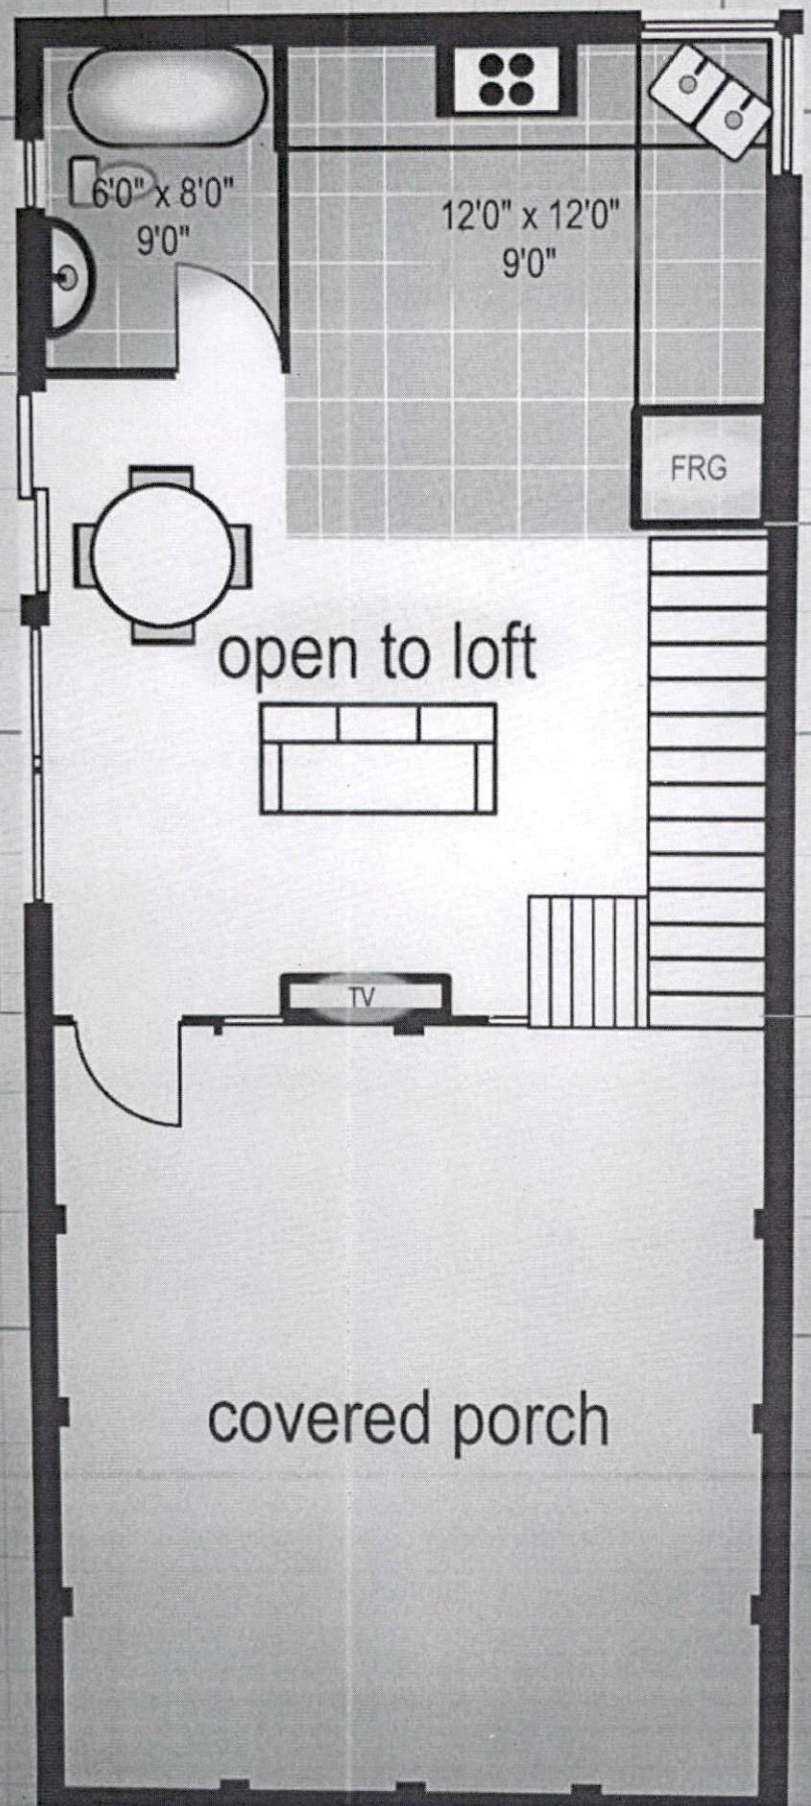 6'0" x 8'0"
9'0"
12'0" x 12'0"
9'0"
FRG
open to loft
TV
covered porch